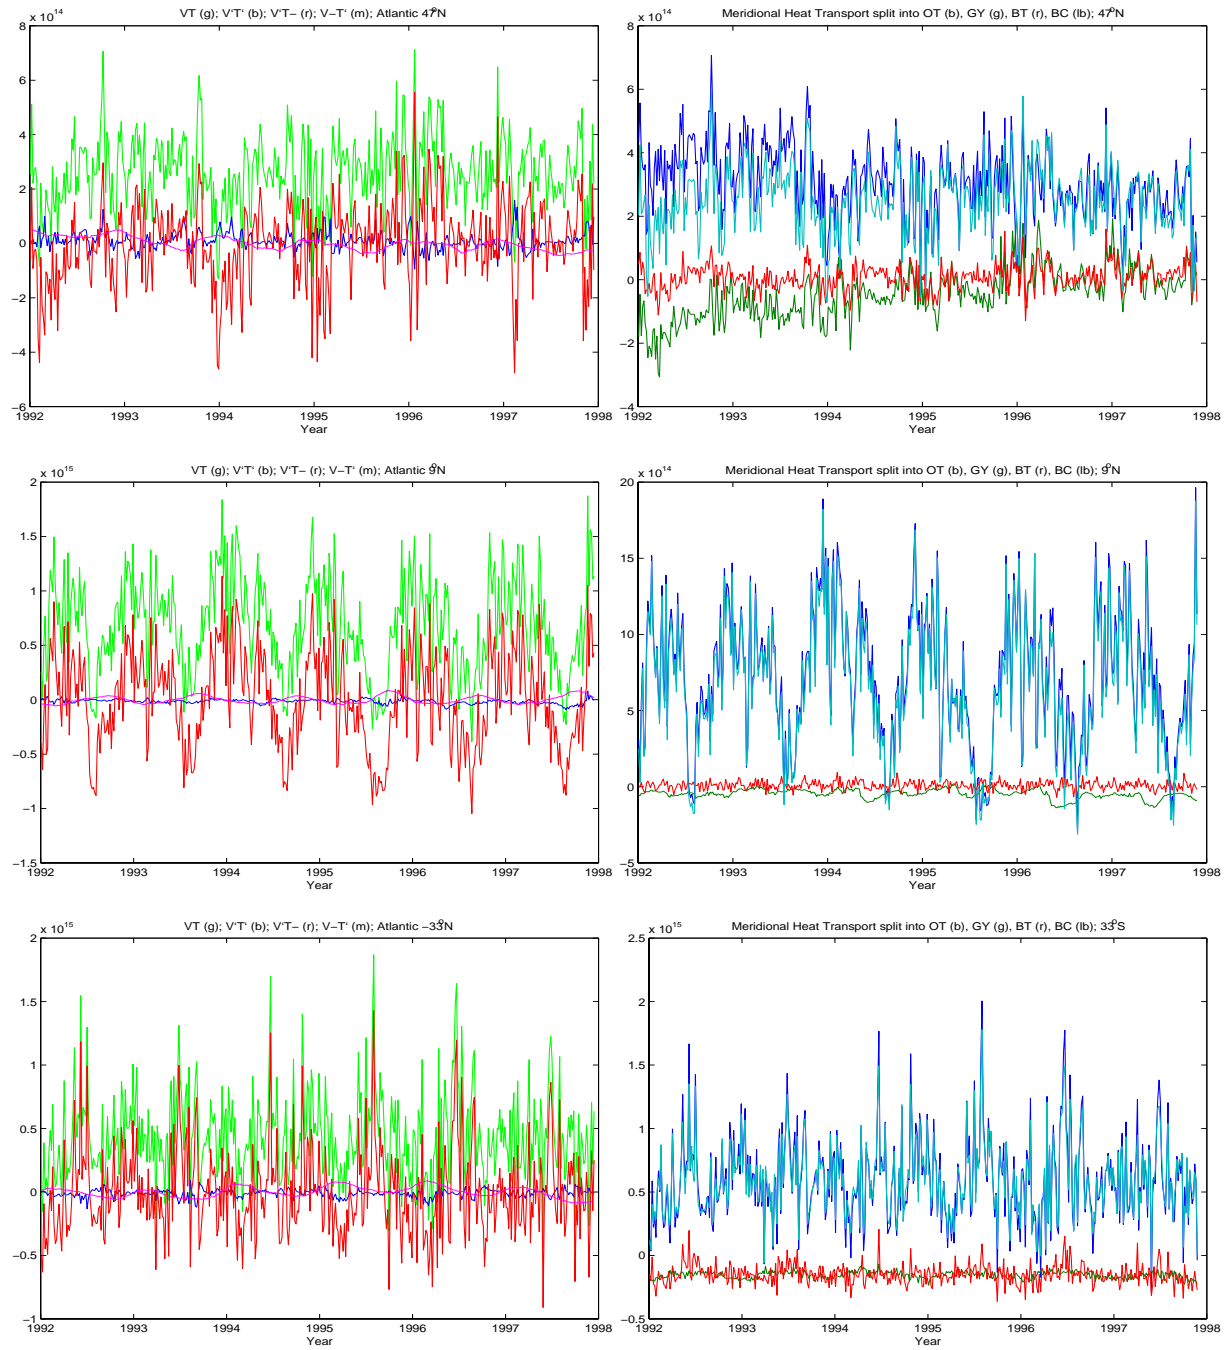 VT (g); V'T' (b); V'T− (r); V−T' (m); Atlantic 47°N
x 10^14
8
6
4
2
0
−2
−4
−6
1992 1993 1994 1995 1996 1997 1998
Year
Meridional Heat Transport split into OT (b), GY (g), BT (r), BC (lb); 47°N
x 10^14
8
6
4
2
0
−2
−4
1992 1993 1994 1995 1996 1997 1998
Year
VT (g); V'T' (b); V'T− (r); V−T' (m); Atlantic 9°N
x 10^15
2
1.5
1
0.5
0
−0.5
−1
−1.5
1992 1993 1994 1995 1996 1997 1998
Year
Meridional Heat Transport split into OT (b), GY (g), BT (r), BC (lb); 9°N
x 10^14
20
15
10
5
0
−5
1992 1993 1994 1995 1996 1997 1998
Year
VT (g); V'T' (b); V'T− (r); V−T' (m); Atlantic −33°N
x 10^15
2
1.5
1
0.5
0
−0.5
−1
1992 1993 1994 1995 1996 1997 1998
Year
Meridional Heat Transport split into OT (b), GY (g), BT (r), BC (lb); 33°S
x 10^15
2.5
2
1.5
1
0.5
0
−0.5
1992 1993 1994 1995 1996 1997 1998
Year